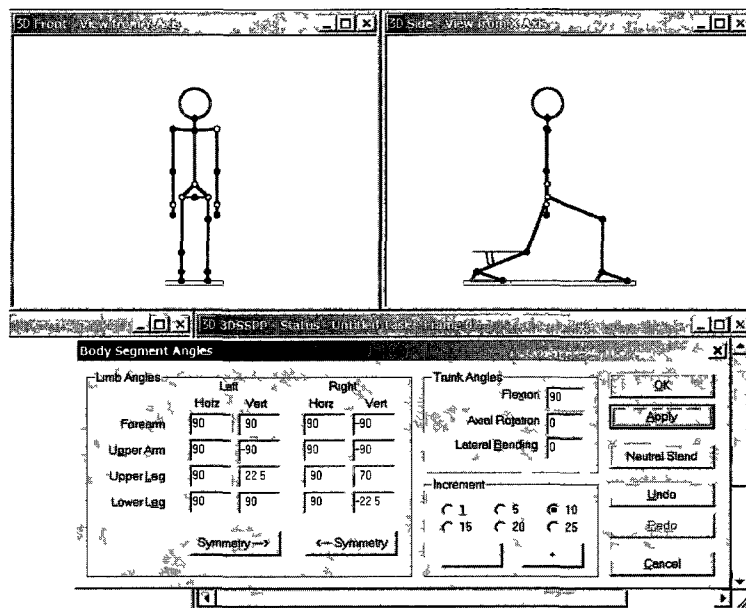 3D Front - View from Y Axis
3D Side - View from X Axis
3D 3DSSPP - Status - Untitled Task
Body Segment Angles
Limb Angles
Left Right
Horz Vert Horz Vert
Forearm 90 90 90 -90
Upper Arm 90 -90 90 -90
Upper Leg 90 22 5 90 70
Lower Leg 90 90 90 -22 5
Symmetry --> <-- Symmetry
Trunk Angles
Flexion 90
Axial Rotation 0
Lateral Bending 0
Increment
1 5 10
15 20 25
+
OK
Apply
Neutral Stand
Undo
Redo
Cancel